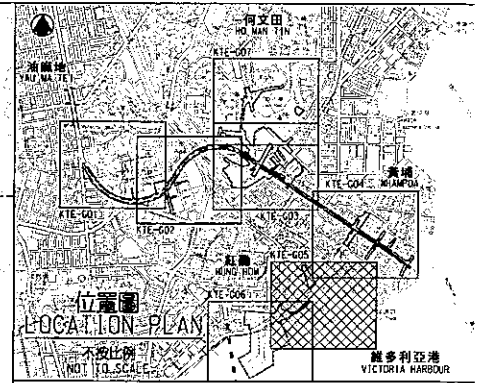 何文田
HO MAN TIN
KTE-G07
油麻地
YAU MA TEI
黃埔
WHAMPOA
KTE-G04
KTE-G01
KTE-G02
KTE-G03
紅磡
HUNG HOM
KTE-G05
KTE-G06
位置圖
LOCATION PLAN
不按比例
NOT TO SCALE
維多利亞港
VICTORIA HARBOUR